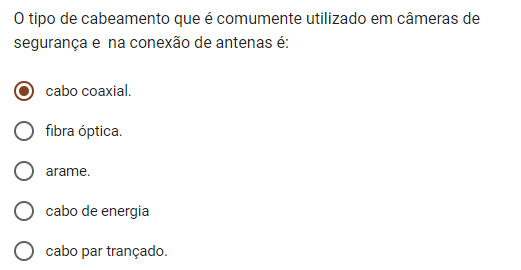 O tipo de cabeamento que é comumente utilizado em câmeras de
segurança e  na conexão de antenas é:
cabo coaxial.
fibra óptica.
arame.
cabo de energia
cabo par trançado.